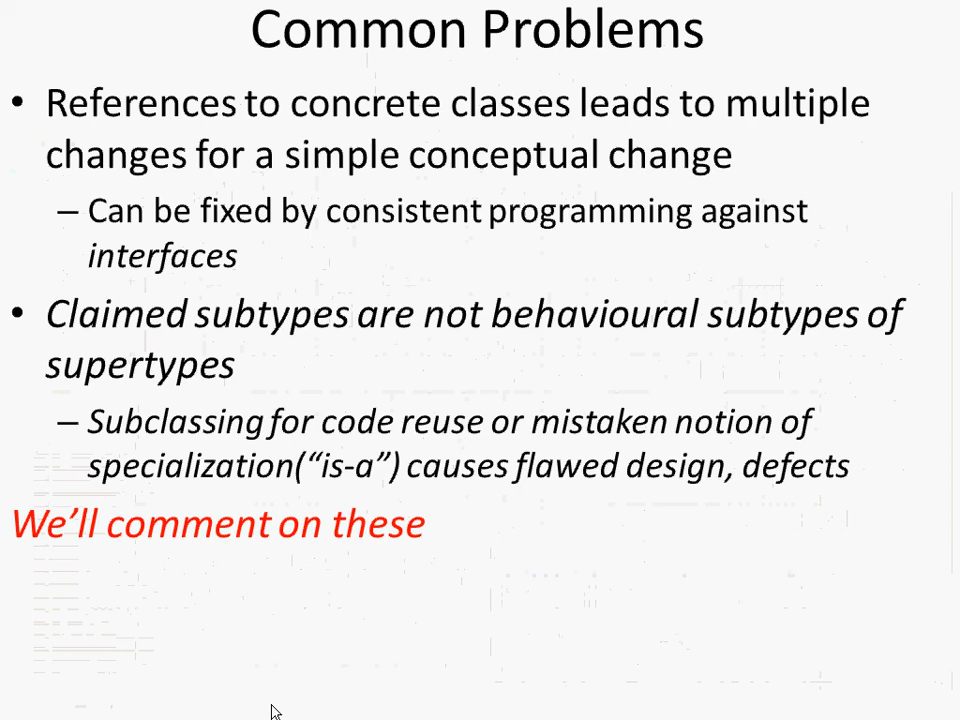 Common Problems
• References to concrete classes leads to multiple
changes for a simple conceptual change
– Can be fixed by consistent programming against
interfaces
• Claimed subtypes are not behavioural subtypes of
supertypes
– Subclassing for code reuse or mistaken notion of
specialization(“is-a”) causes flawed design, defects
We’ll comment on these